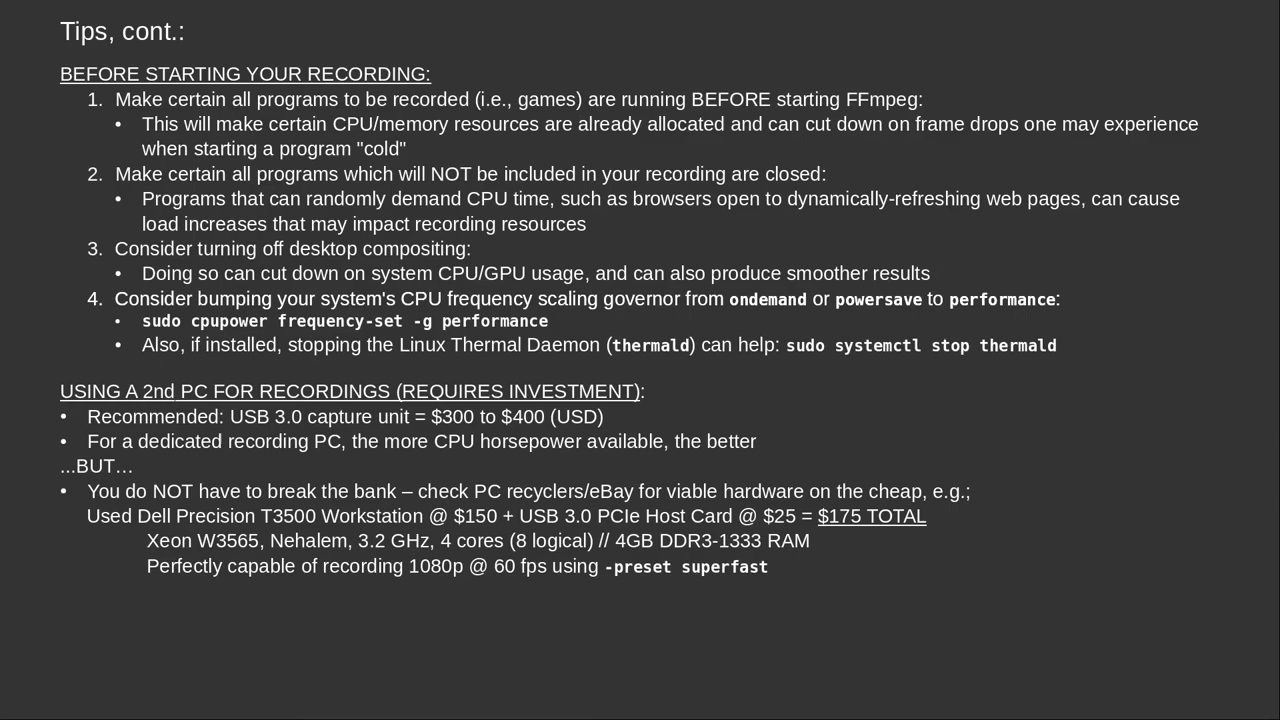 Tips, cont.:
BEFORE STARTING YOUR RECORDING:
1. Make certain all programs to be recorded (i.e., games) are running BEFORE starting FFmpeg:
• This will make certain CPU/memory resources are already allocated and can cut down on frame drops one may experience
when starting a program "cold"
2. Make certain all programs which will NOT be included in your recording are closed:
• Programs that can randomly demand CPU time, such as browsers open to dynamically-refreshing web pages, can cause
load increases that may impact recording resources
3. Consider turning off desktop compositing:
• Doing so can cut down on system CPU/GPU usage, and can also produce smoother results
4. Consider bumping your system's CPU frequency scaling governor from ondemand or powersave to performance:
• sudo cpupower frequency-set -g performance
• Also, if installed, stopping the Linux Thermal Daemon (thermald) can help: sudo systemctl stop thermald
USING A 2nd PC FOR RECORDINGS (REQUIRES INVESTMENT):
• Recommended: USB 3.0 capture unit = $300 to $400 (USD)
• For a dedicated recording PC, the more CPU horsepower available, the better
...BUT…
• You do NOT have to break the bank – check PC recyclers/eBay for viable hardware on the cheap, e.g.;
Used Dell Precision T3500 Workstation @ $150 + USB 3.0 PCIe Host Card @ $25 = $175 TOTAL
Xeon W3565, Nehalem, 3.2 GHz, 4 cores (8 logical) // 4GB DDR3-1333 RAM
Perfectly capable of recording 1080p @ 60 fps using -preset superfast